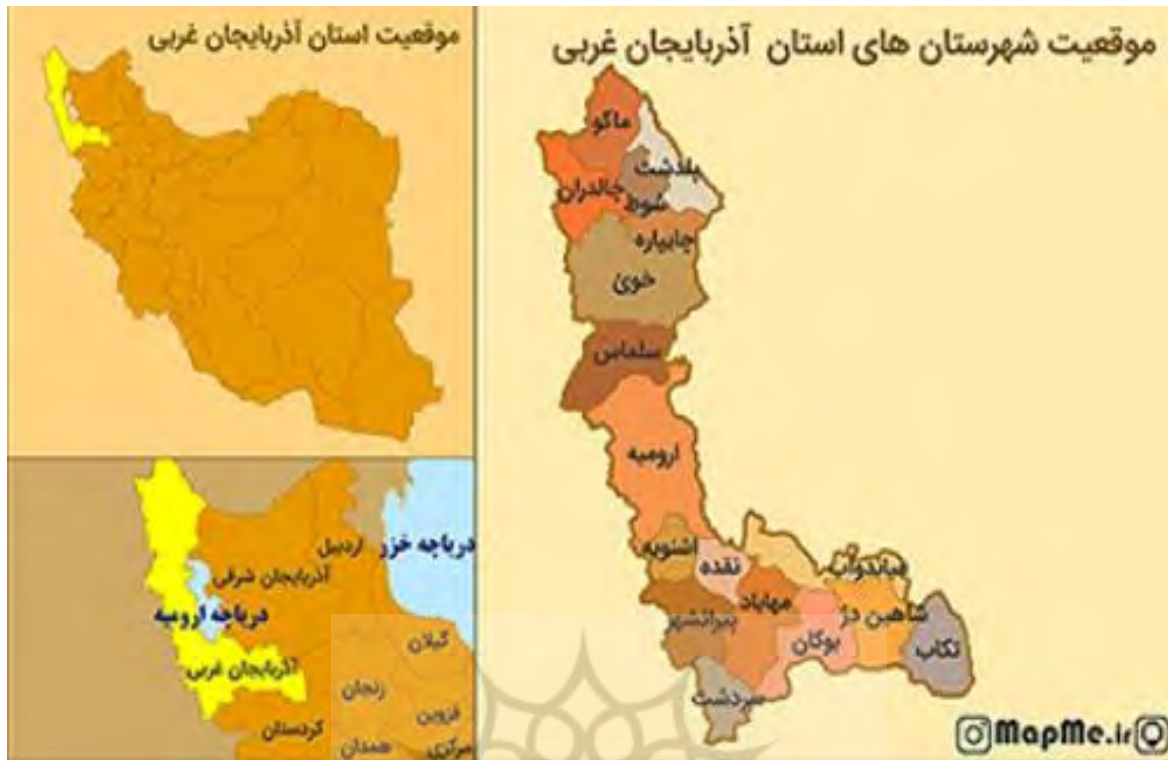 موقعیت شهرستان های استان آذربایجان غربی
ماکو
پلدشت
چالدران
شوط
چایپاره
خوی
سلماس
ارومیه
اشنویه
نقده
میاندوآب
مهاباد
شاهین دژ
پیرانشهر
بوکان
تکاب
سردشت
MapMe.ir
موقعیت استان آذربایجان غربی
دریاچه خزر
اردبیل
آذربایجان شرقی
دریاچه ارومیه
گیلان
آذربایجان غربی
زنجان
قزوین
کردستان
همدان
مرکزی